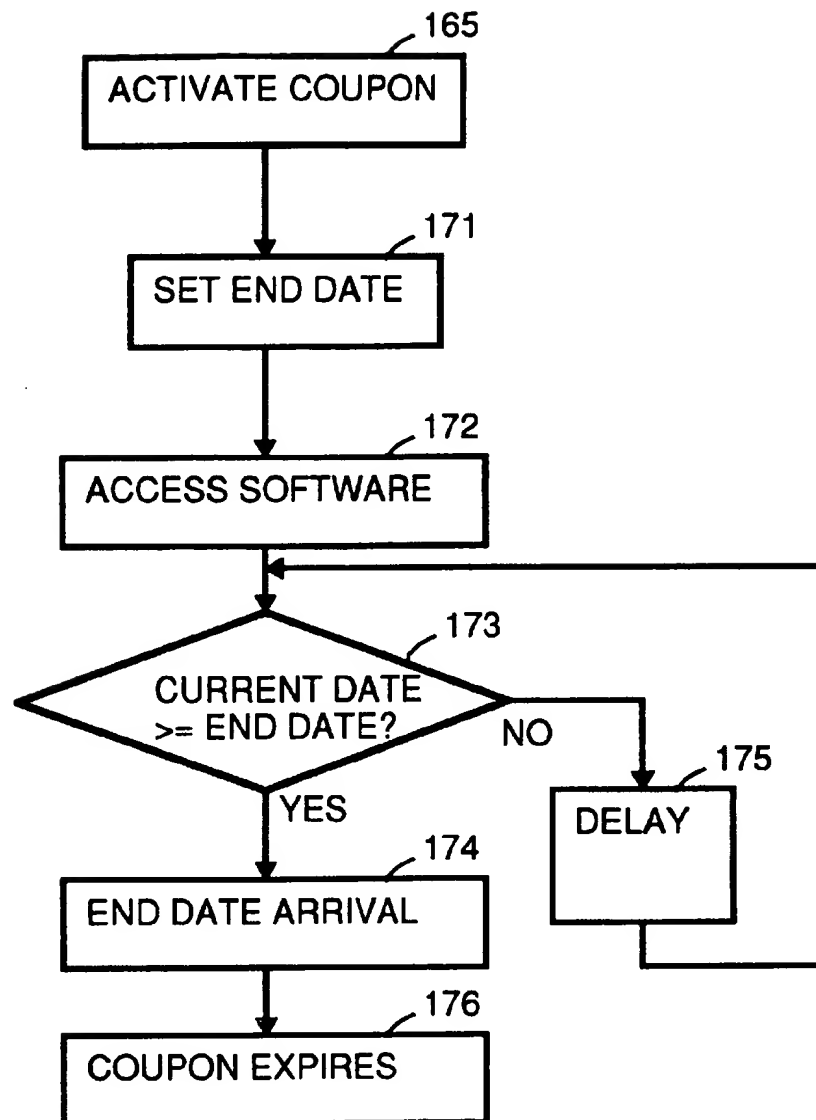 165
ACTIVATE COUPON
171
SET END DATE
172
ACCESS SOFTWARE
173
CURRENT DATE
>= END DATE?
NO
YES
175
DELAY
174
END DATE ARRIVAL
176
COUPON EXPIRES